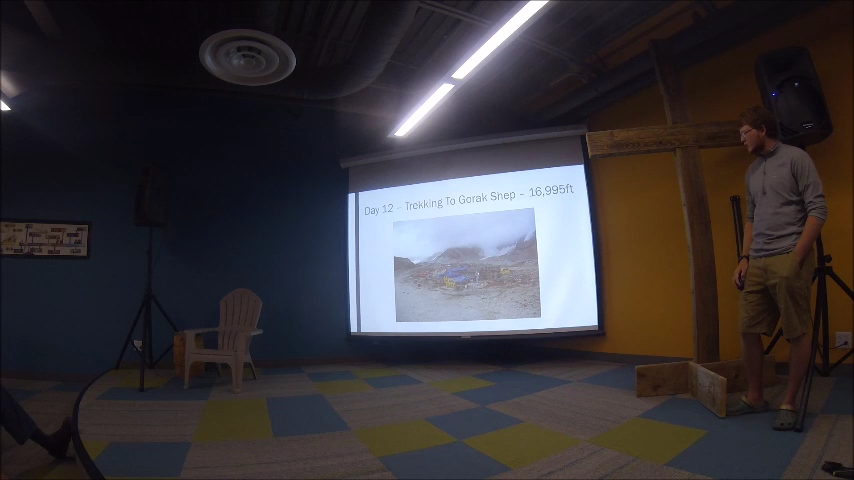 Day 12 – Trekking To Gorak Shep – 16,995ft